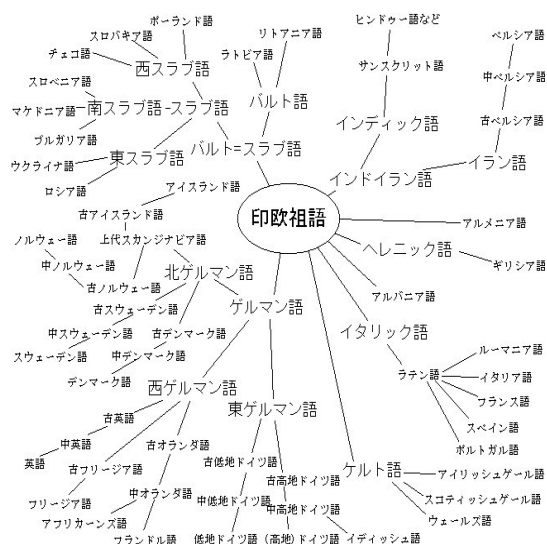 ポーランド語
スロバキア語
チェコ語
西スラブ語
リトアニア語
ラトビア語
バルト語
ヒンドゥー語など
サンスクリット語
インディック語
ペルシア語
中ペルシア語
古ペルシア語
イラン語
インドイラン語
スロベニア語
マケドニア語
南スラブ語
スラブ語
ブルガリア語
東スラブ語
バルト=スラブ語
ウクライナ語
ロシア語
印欧祖語
アルメニア語
ヘレニック語
ギリシア語
アルバニア語
アイスランド語
古アイスランド語
上代スカンジナビア語
ノルウェー語
中ノルウェー語
古ノルウェー語
北ゲルマン語
ゲルマン語
古スウェーデン語
中スウェーデン語
スウェーデン語
古デンマーク語
中デンマーク語
デンマーク語
イタリック語
ラテン語
ルーマニア語
イタリア語
フランス語
スペイン語
ポルトガル語
西ゲルマン語
東ゲルマン語
古英語
中英語
英語
古フリージア語
フリージア語
古オランダ語
中オランダ語
アフリカーンズ語
フランドル語
古低地ドイツ語
中低地ドイツ語
低地ドイツ語
古高地ドイツ語
中高地ドイツ語
(高地)ドイツ語
イディッシュ語
ケルト語
アイリッシュゲール語
スコティッシュゲール語
ウェールズ語